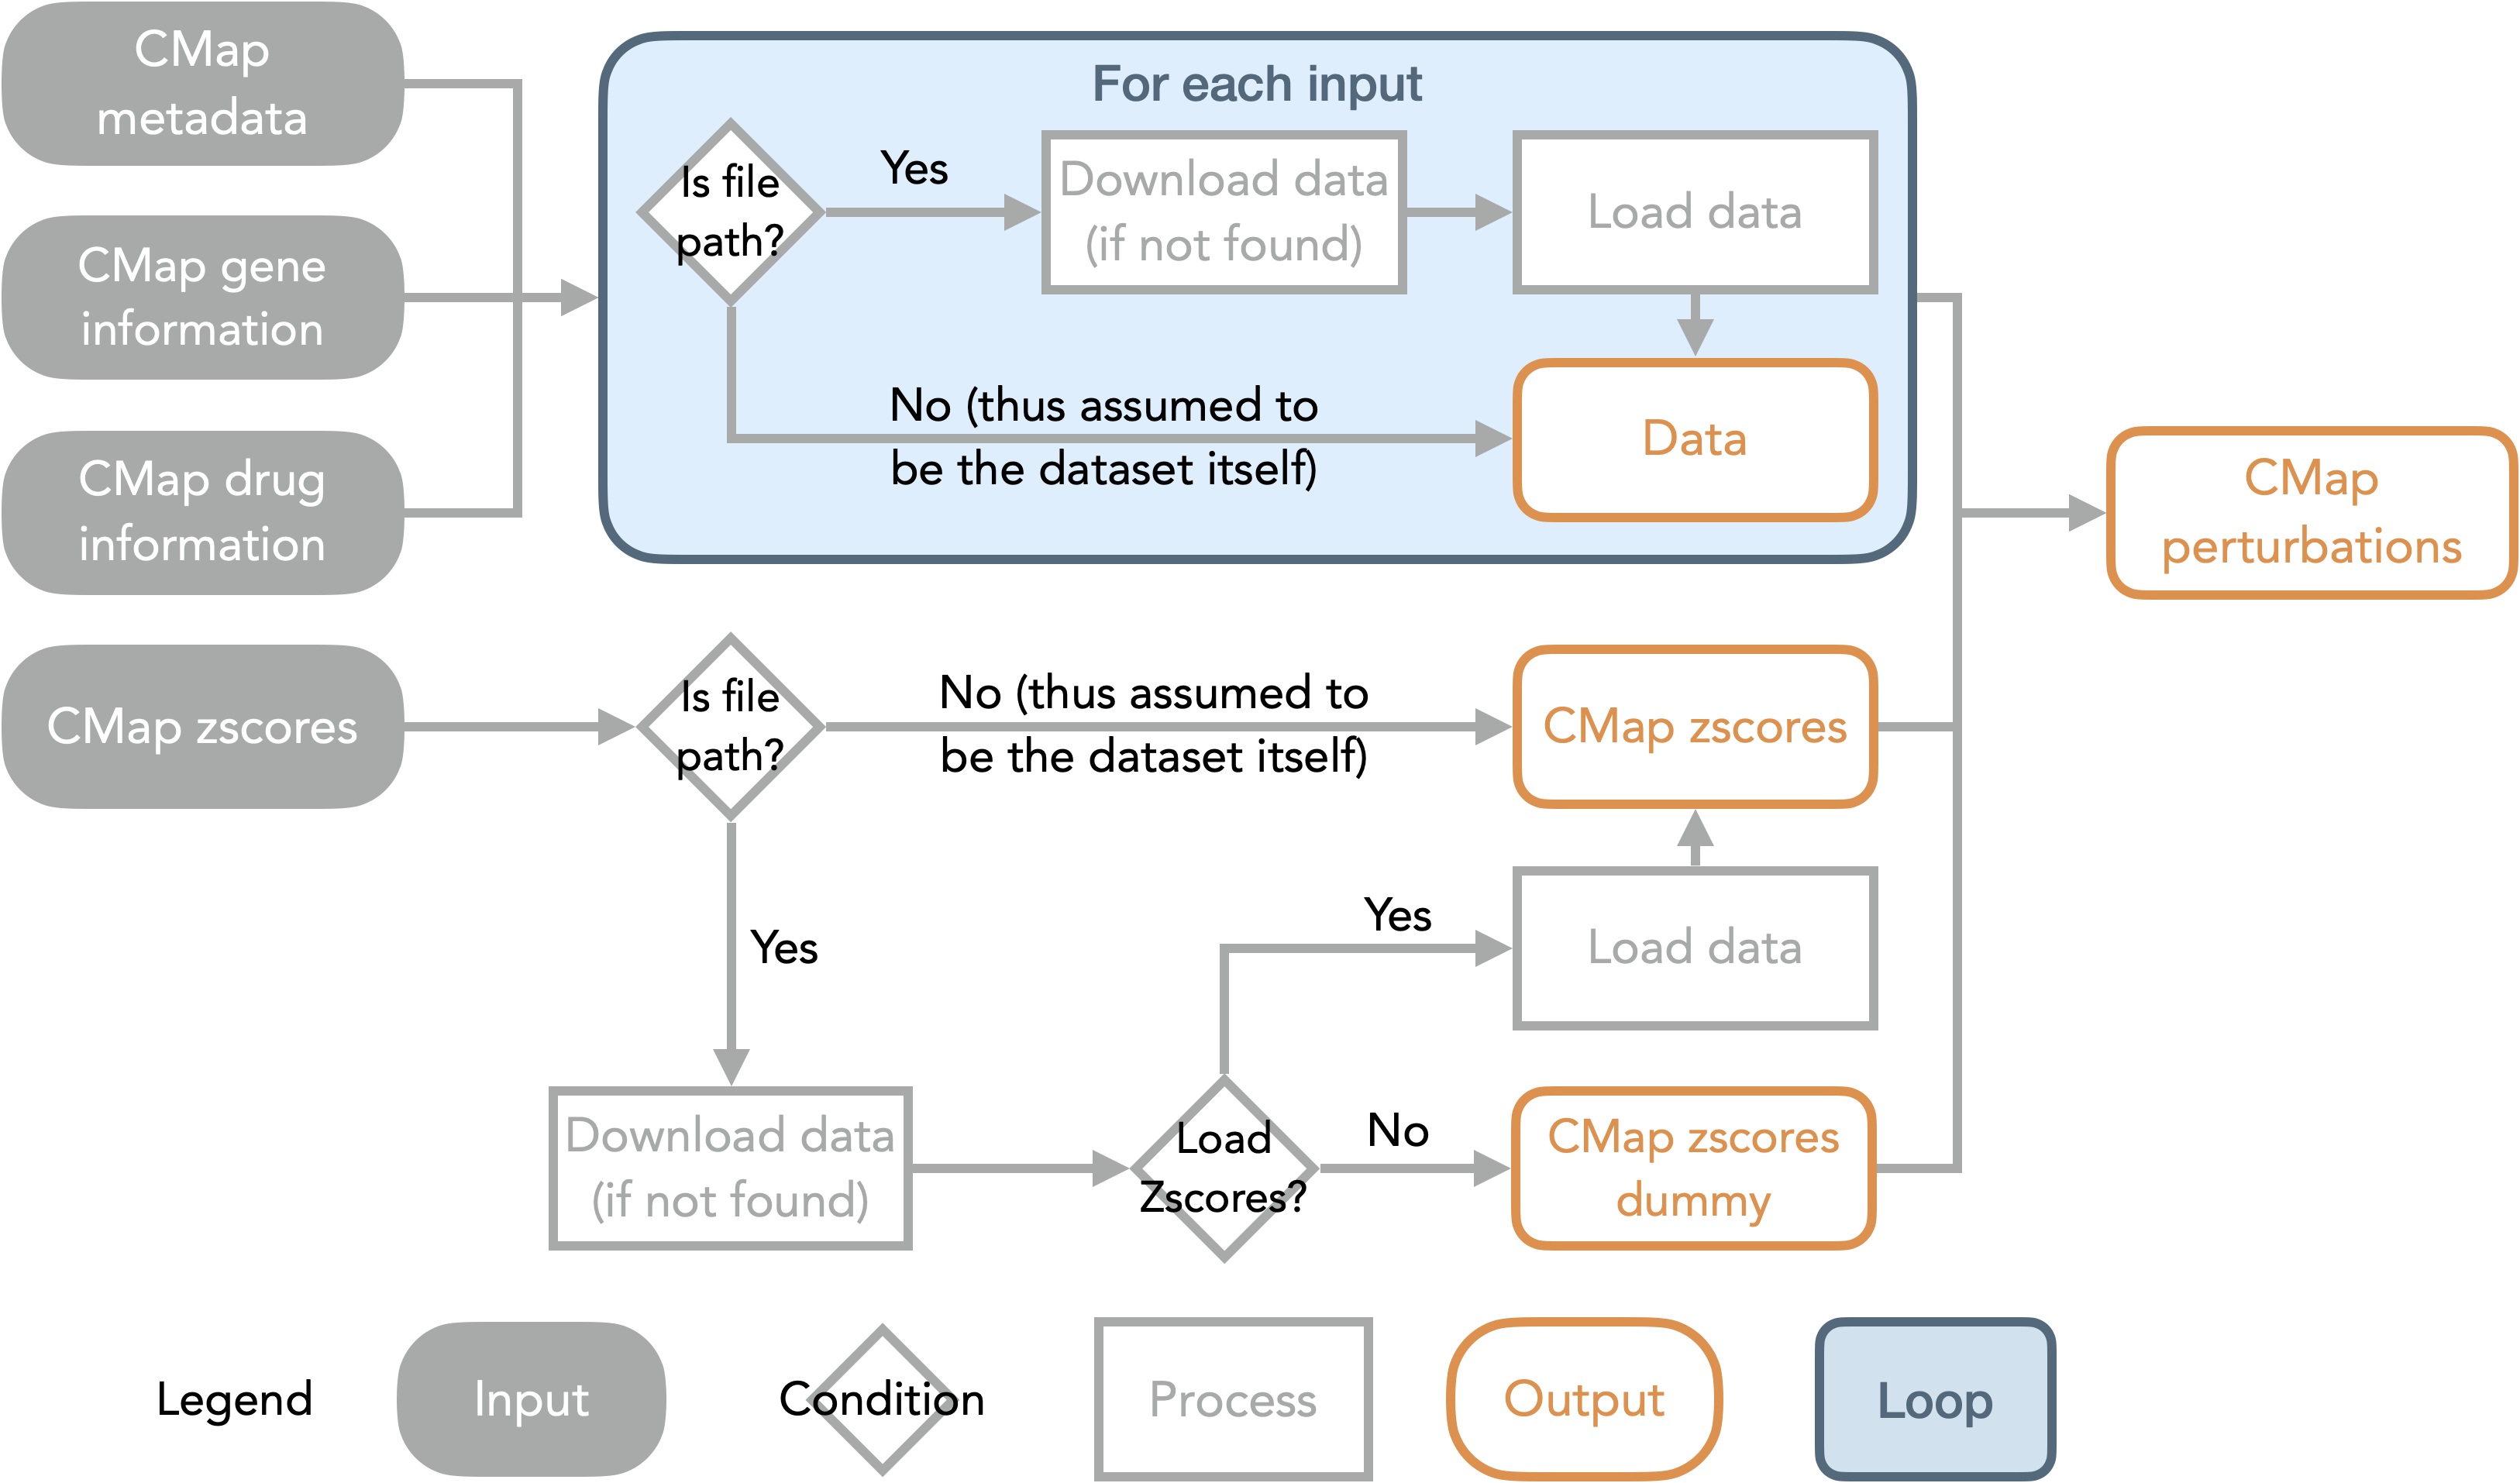 CMap
metadata
CMap gene
information
CMap drug
information
For each input
Is file
path?
Yes
Download data
(if not found)
Load data
No (thus assumed to
be the dataset itself)
Data
CMap
perturbations
CMap zscores
Is file
path?
No (thus assumed to
be the dataset itself)
CMap zscores
Yes
Yes
Load data
Download data
(if not found)
Load
Zscores?
No
CMap zscores
dummy
Legend
Input
Condition
Process
Output
Loop